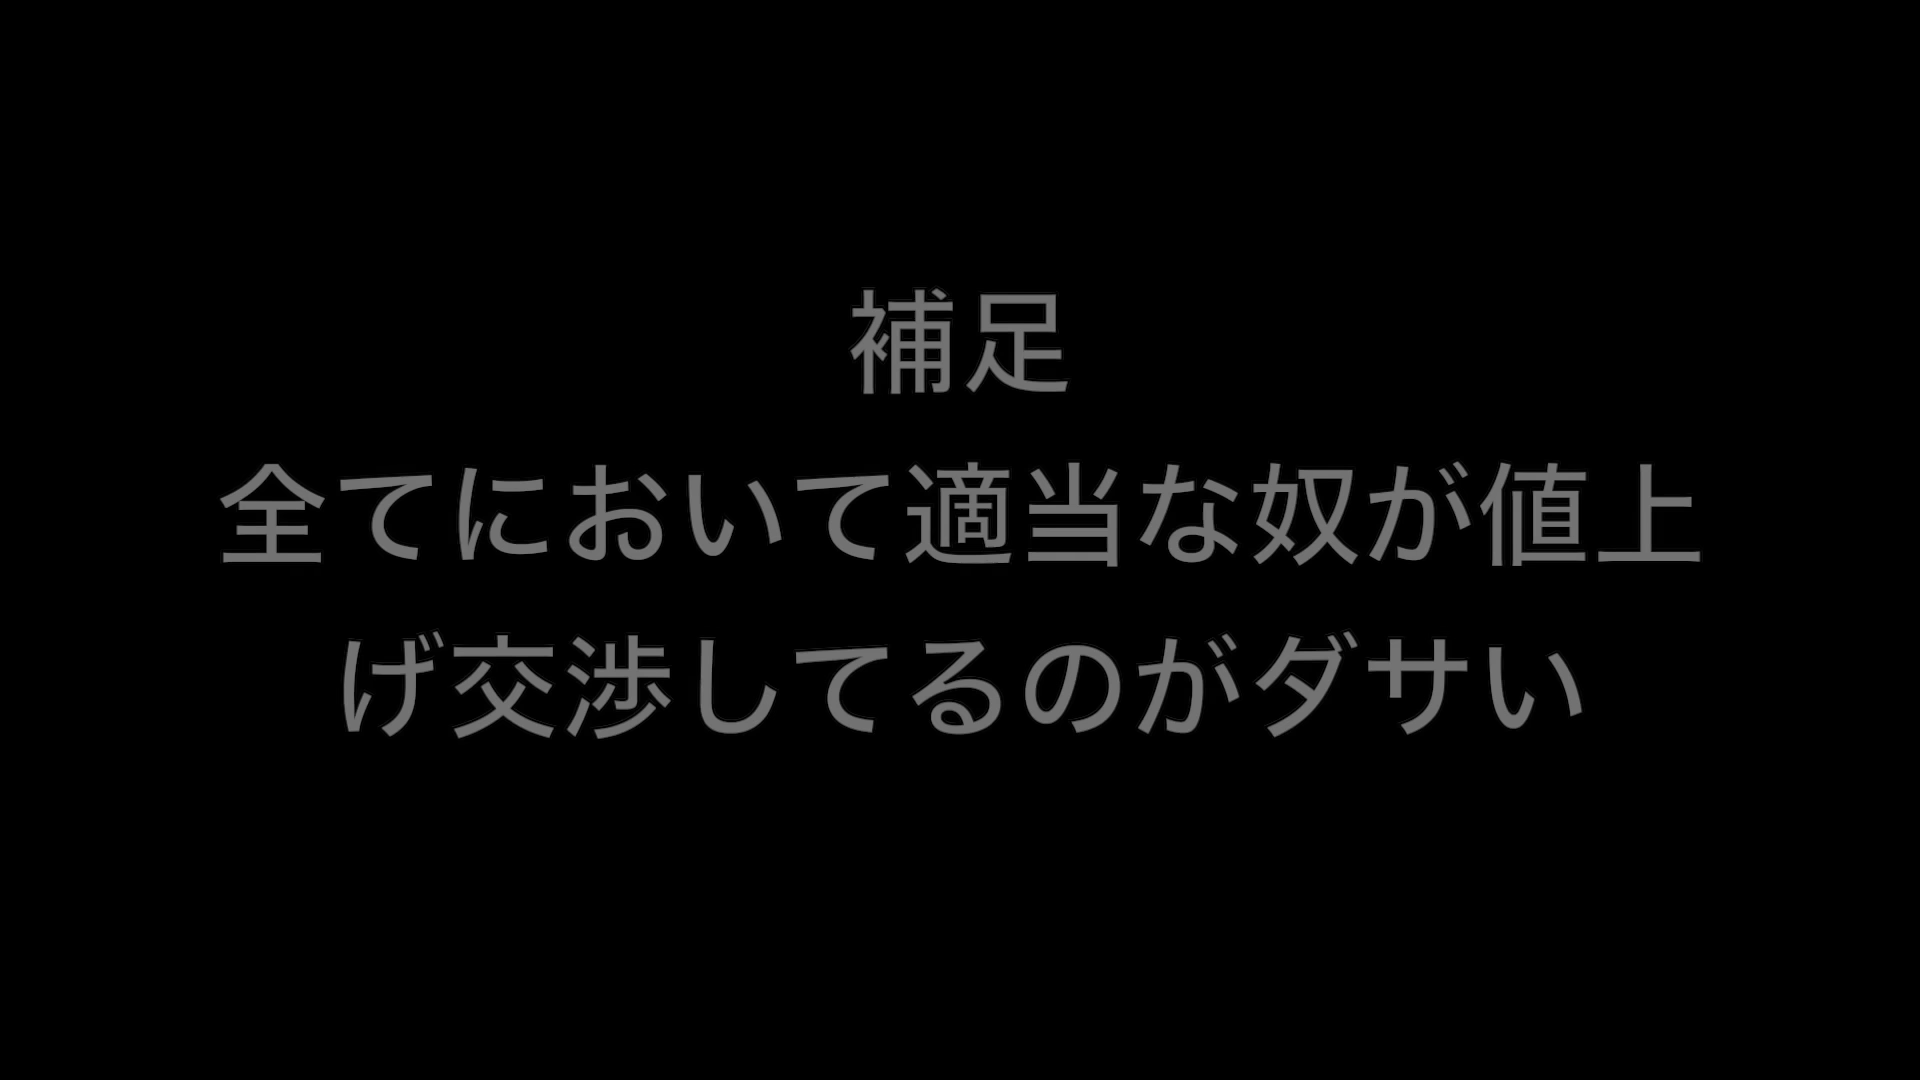 補足
全てにおいて適当な奴が値上
げ交渉してるのがダサい